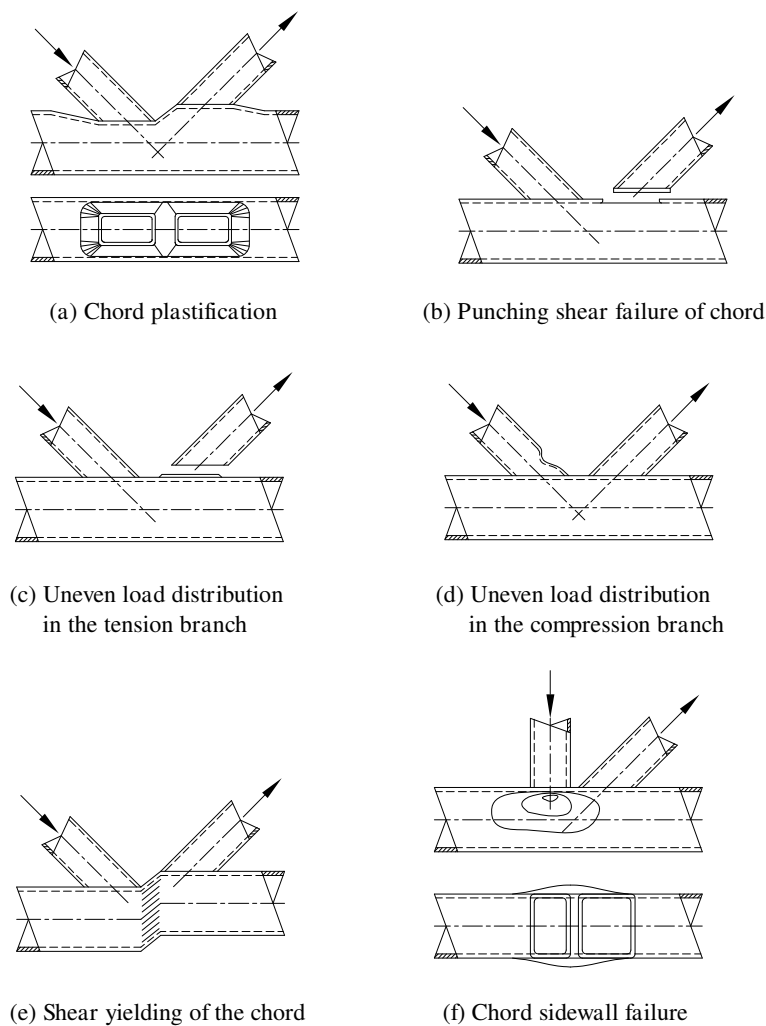 (a) Chord plastification
(b) Punching shear failure of chord
(c) Uneven load distribution
in the tension branch
(d) Uneven load distribution
in the compression branch
(e) Shear yielding of the chord
(f) Chord sidewall failure